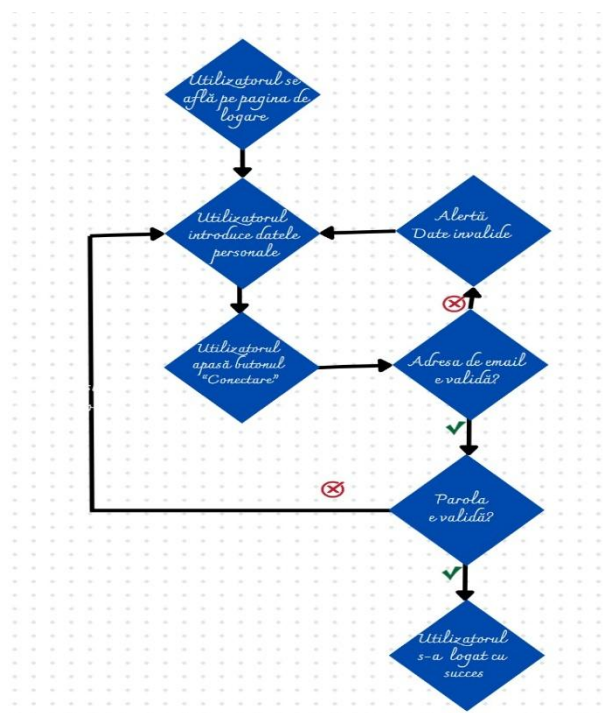 Utilizatorul se
află pe pagina de
logare
Utilizatorul
introduce datele
personale
Alertă
Date invalide
Utilizatorul
apasă butonul
"Conectare"
Adresa de email
e validă?
Parola
e validă?
Utilizatorul
s-a logat cu
succes